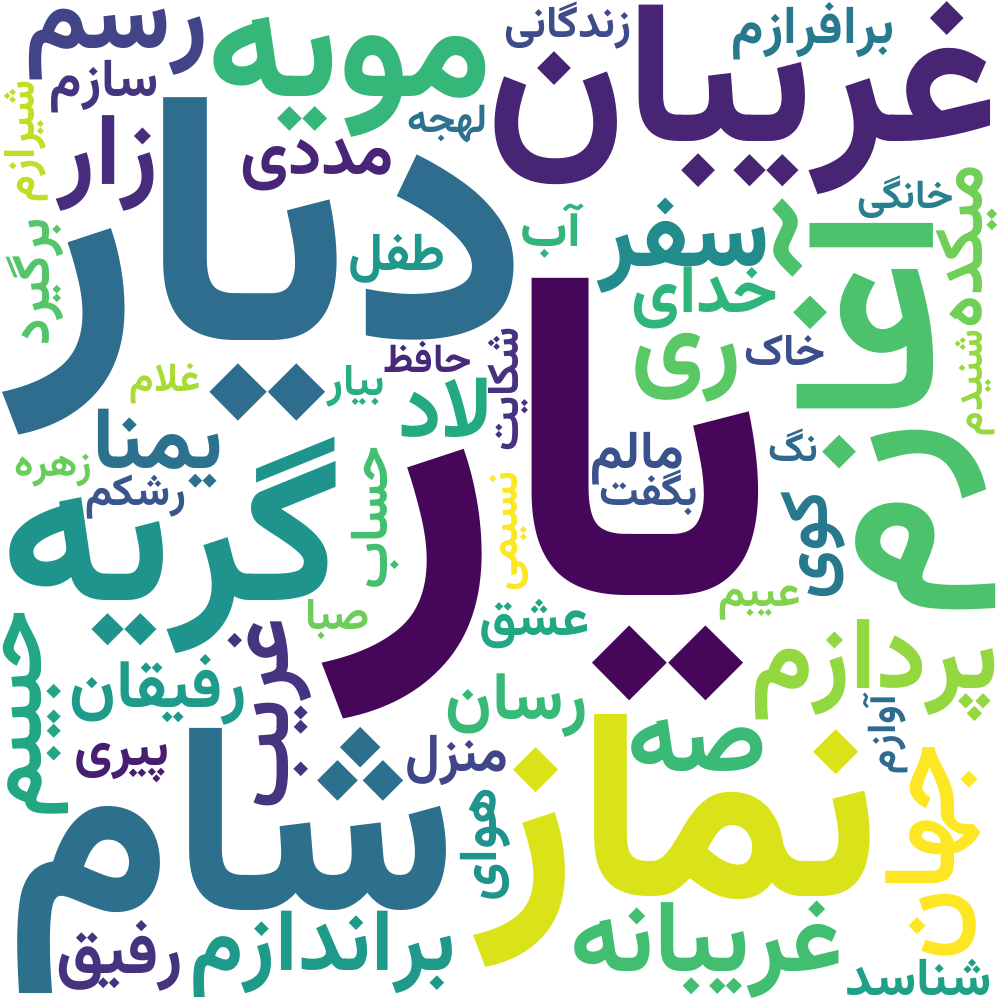 غریبان
برافرازم
زندگانی
مویه
رسم
سازم
شیرازم
لهجه
مددی
زار
دیار
خانگی
میکده
آب
سفر
آغازم
طفل
خدای
برگیرد
یار
شنیدم
خاک
ری
حافظ
شکایت
بیار
غلام
لاد
یمنا
نگ
مالم
زهره
گریه
حساب
رشکم
بگفت
نسیمی
کوی
عیبم
صبا
عشق
حبیبم
غریب
پردازم
رفیقان
رسان
آوازم
صه
منزل
پیری
نماز
جهان
شام
هوای
غریبانه
براندازم
رفیق
شناسد